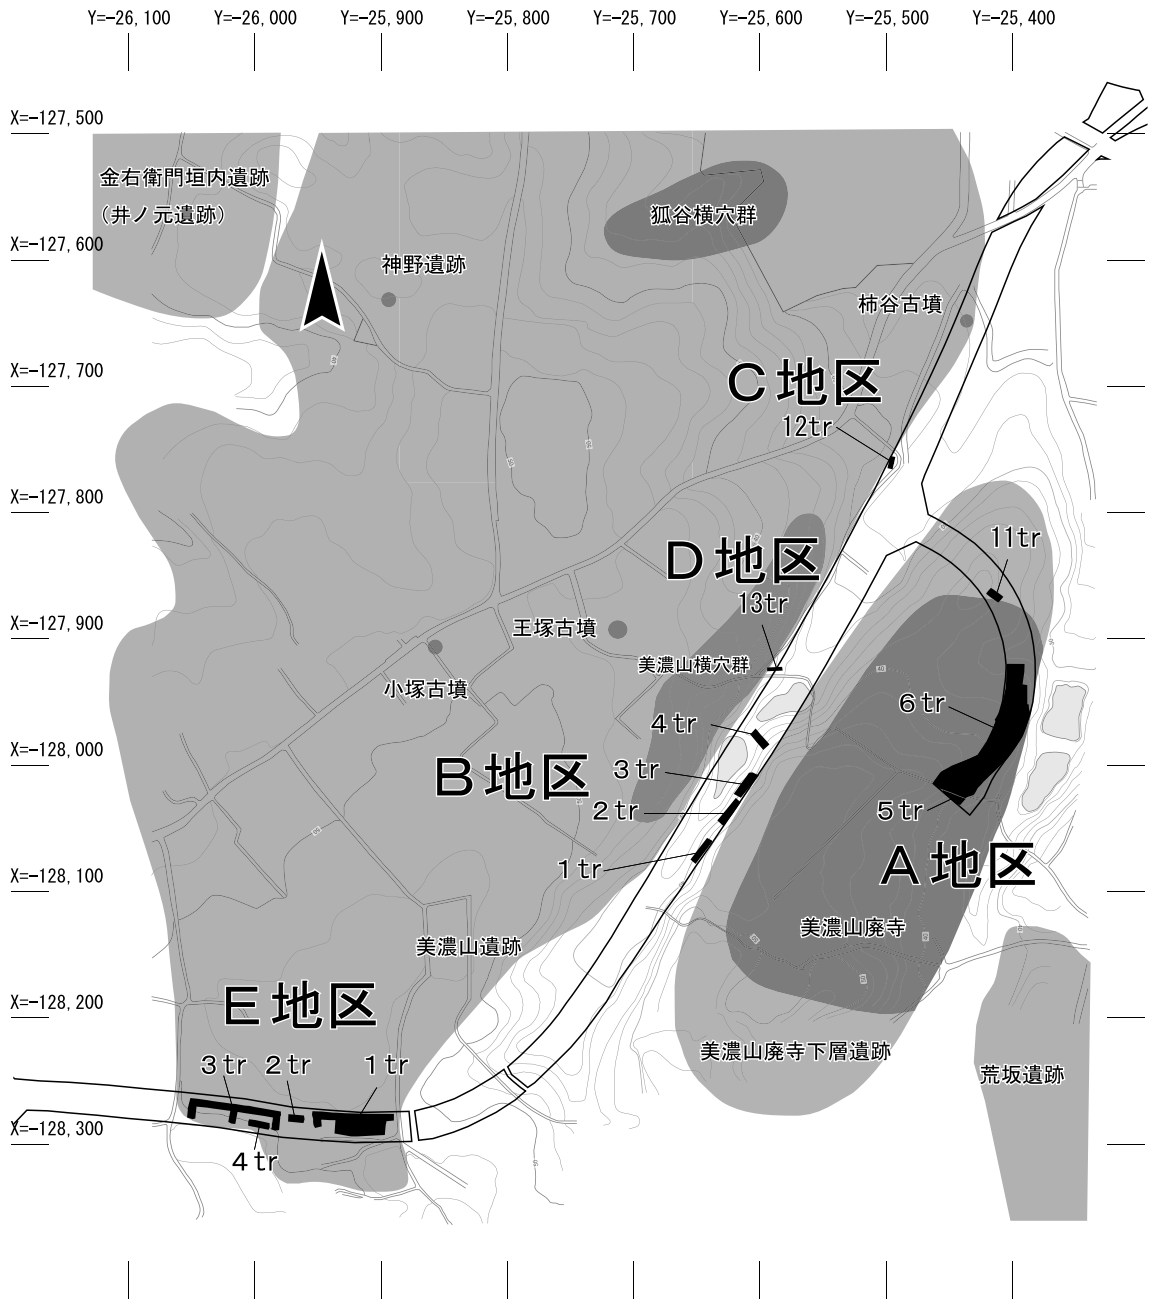 Y=-26,100 Y=-26,000 Y=-25,900 Y=-25,800 Y=-25,700 Y=-25,600 Y=-25,500 Y=-25,400
X=-127,500
金右衛門垣内遺跡
（井ノ元遺跡）
狐谷横穴群
X=-127,600
神野遺跡
柿谷古墳
X=-127,700
C地区
12tr
X=-127,800
11tr
D地区
13tr
X=-127,900
王塚古墳
美濃山横穴群
小塚古墳
6tr
4tr
X=-128,000
B地区
3tr
2tr
5tr
A地区
1tr
X=-128,100
美濃山廃寺
美濃山遺跡
X=-128,200
E地区
美濃山廃寺下層遺跡
荒坂遺跡
3tr 2tr 1tr
X=-128,300
4tr